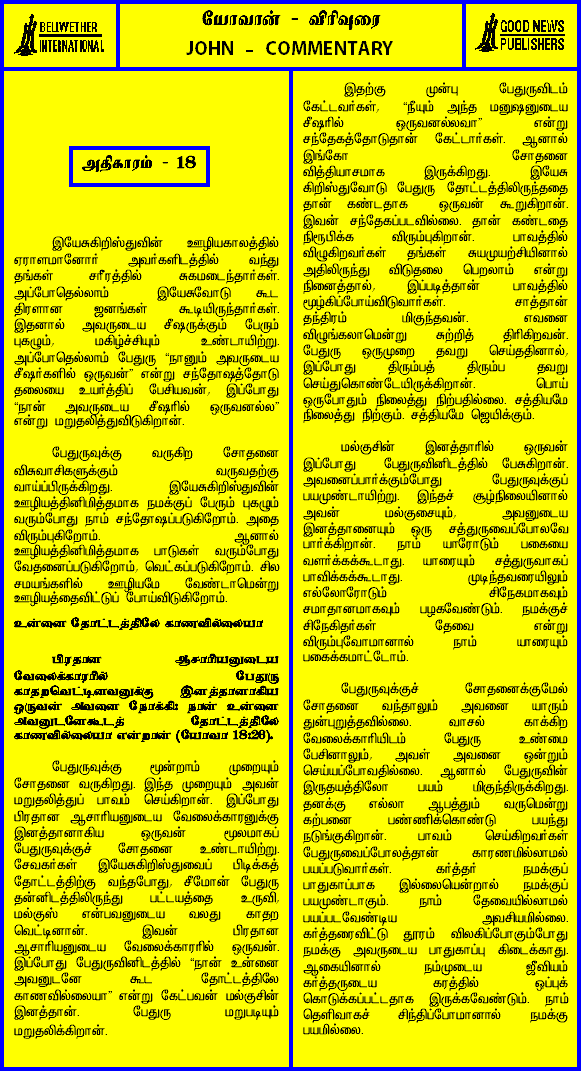 BELLWETHER
INTERNATIONAL
யோவான் - விரிவுரை
JOHN - COMMENTARY
GOOD NEWS
PUBLISHERS
அதிகாரம் - 18
இயேசுகிறிஸ்துவின் ஊழியகாலத்தில்
ஏராளமானோர் அவர்களிடத்தில் வந்து
தங்கள் சரீரத்தில் சுகமடைந்தார்கள்.
அப்போதெல்லாம் இயேசுவோடு கூட
திரளான ஜனங்கள் கூடியிருந்தார்கள்.
இதனால் அவருடைய சீஷருக்கும் பேரும்
புகழும், மகிழ்ச்சியும் உண்டாயிற்று.
அப்போதெல்லாம் பேதுரு “நானும் அவருடைய
சீஷர்களில் ஒருவன்” என்று சந்தோஷத்தோடு
தலையை உயர்த்திப் பேசியவன், இப்போது
“நான் அவருடைய சீஷரில் ஒருவனல்ல”
என்று மறுதலித்துவிடுகிறான்.
பேதுருவுக்கு வருகிற சோதனை
விசுவாசிகளுக்கும் வருவதற்கு
வாய்ப்பிருக்கிறது. இயேசுகிறிஸ்துவின்
ஊழியத்தினிமித்தமாக நமக்குப் பேரும் புகழும்
வரும்போது நாம் சந்தோஷப்படுகிறோம். அதை
விரும்புகிறோம். ஆனால்
ஊழியத்தினிமித்தமாக பாடுகள் வரும்போது
வேதனைப்படுகிறோம், வெட்கப்படுகிறோம். சில
சமயங்களில் ஊழியமே வேண்டாமென்று
ஊழியத்தைவிட்டுப் போய்விடுகிறோம்.
உன்னை தோட்டத்திலே காணவில்லையா
பிரதான ஆசாரியனுடைய
வேலைக்காரரில் பேதுரு
காதறவெட்டினவனுக்கு இனத்தானாகிய
ஒருவன் அவனை நோக்கி: நான் உன்னை
அவனுடனேகூடத் தோட்டத்திலே
காணவில்லையா என்றான் (யோவா 18:26).
பேதுருவுக்கு மூன்றாம் முறையும்
சோதனை வருகிறது. இந்த முறையும் அவன்
மறுதலித்துப் பாவம் செய்கிறான். இப்போது
பிரதான ஆசாரியனுடைய வேலைக்காரனுக்கு
இனத்தானாகிய ஒருவன் மூலமாகப்
பேதுருவுக்குச் சோதனை உண்டாயிற்று.
சேவகர்கள் இயேசுகிறிஸ்துவைப் பிடிக்கத்
தோட்டத்திற்கு வந்தபோது, சீமோன் பேதுரு
தன்னிடத்திலிருந்து பட்டயத்தை உருவி,
மல்குஸ் என்பவனுடைய வலது காதற
வெட்டினான். இவன் பிரதான
ஆசாரியனுடைய வேலைக்காரரில் ஒருவன்.
இப்போது பேதுருவினிடத்தில் “நான் உன்னை
அவனுடனே கூட தோட்டத்திலே
காணவில்லையா” என்று கேட்பவன் மல்குசின்
இனத்தான். பேதுரு மறுபடியும்
மறுதலிக்கிறான்.
இதற்கு முன்பு பேதுருவிடம்
கேட்டவர்கள், “நீயும் அந்த மனுஷனுடைய
சீஷரில் ஒருவனல்லவா” என்று
சந்தேகத்தோடுதான் கேட்டார்கள். ஆனால்
இங்கோ சோதனை
வித்தியாசமாக இருக்கிறது. இயேசு
கிறிஸ்துவோடு பேதுரு தோட்டத்திலிருந்ததை
தான் கண்டதாக ஒருவன் கூறுகிறான்.
இவன் சந்தேகப்படவில்லை. தான் கண்டதை
நிரூபிக்க விரும்புகிறான். பாவத்தில்
விழுகிறவர்கள் தங்கள் சுயமுயற்சியினால்
அதிலிருந்து விடுதலை பெறலாம் என்று
நினைத்தால், இப்படித்தான் பாவத்தில்
மூழ்கிப்போய்விடுவார்கள். சாத்தான்
தந்திரம் மிகுந்தவன். எவனை
விழுங்கலாமென்று சுற்றித் திரிகிறவன்.
பேதுரு ஒருமுறை தவறு செய்ததினால்,
இப்போது திரும்பத் திரும்ப தவறு
செய்துகொண்டேயிருக்கிறான். பொய்
ஒருபோதும் நிலைத்து நிற்பதில்லை. சத்தியமே
நிலைத்து நிற்கும். சத்தியமே ஜெயிக்கும்.
மல்குசின் இனத்தாரில் ஒருவன்
இப்போது பேதுருவினிடத்தில் பேசுகிறான்.
அவனைப்பார்க்கும்போது பேதுருவுக்குப்
பயமுண்டாயிற்று. இந்தச் சூழ்நிலையினால்
அவன் மல்குசையும், அவனுடைய
இனத்தானையும் ஒரு சத்துருவைப்போலவே
பார்க்கிறான். நாம் யாரோடும் பகையை
வளர்க்கக்கூடாது. யாரையும் சத்துருவாகப்
பாவிக்கக்கூடாது. முடிந்தவரையிலும்
எல்லோரோடும் சிநேகமாகவும்
சமாதானமாகவும் பழகவேண்டும். நமக்குச்
சிநேகிதர்கள் தேவை என்று
விரும்புவோமானால் நாம் யாரையும்
பகைக்கமாட்டோம்.
பேதுருவுக்குச் சோதனைக்குமேல்
சோதனை வந்தாலும் அவனை யாரும்
துன்புறுத்தவில்லை. வாசல் காக்கிற
வேலைக்காரியிடம் பேதுரு உண்மை
பேசினாலும், அவள் அவனை ஒன்றும்
செய்யப்போவதில்லை. ஆனால் பேதுருவின்
இருதயத்திலோ பயம் மிகுந்திருக்கிறது.
தனக்கு எல்லா ஆபத்தும் வருமென்று
கற்பனை பண்ணிக்கொண்டு பயந்து
நடுங்குகிறான். பாவம் செய்கிறவர்கள்
பேதுருவைப்போலத்தான் காரணமில்லாமல்
பயப்படுவார்கள். கர்த்தர் நமக்குப்
பாதுகாப்பாக இல்லையென்றால் நமக்குப்
பயமுண்டாகும். நாம் தேவையில்லாமல்
பயப்படவேண்டிய அவசியமில்லை.
கர்த்தரைவிட்டு தூரம் விலகிப்போகும்போது
நமக்கு அவருடைய பாதுகாப்பு கிடைக்காது.
ஆகையினால் நம்முடைய ஜீவியம்
கர்த்தருடைய கரத்தில் ஒப்புக்
கொடுக்கப்பட்டதாக இருக்கவேண்டும். நாம்
தெளிவாகச் சிந்திப்போமானால் நமக்கு
பயமில்லை.